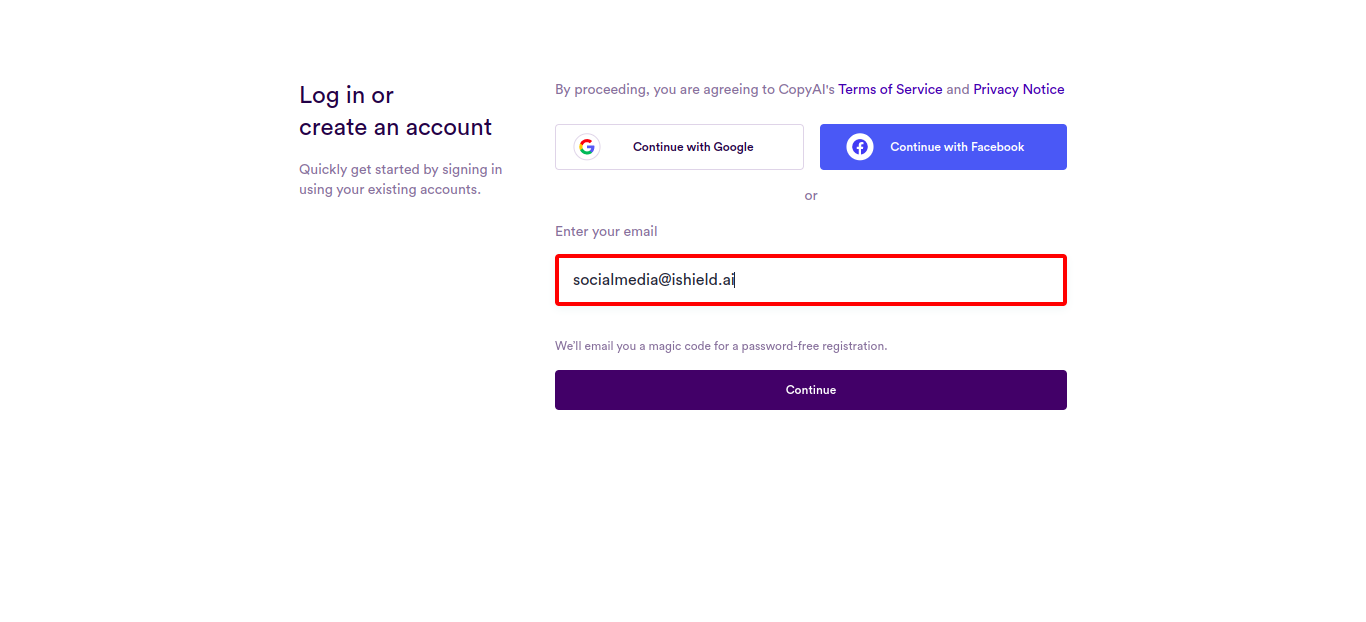 Log in or
create an account
Quickly get started by signing in
using your existing accounts.
By proceeding, you are agreeing to CopyAI's Terms of Service and Privacy Notice
Continue with Google
Continue with Facebook
or
Enter your email
socialmedia@ishield.ai
We'll email you a magic code for a password-free registration.
Continue